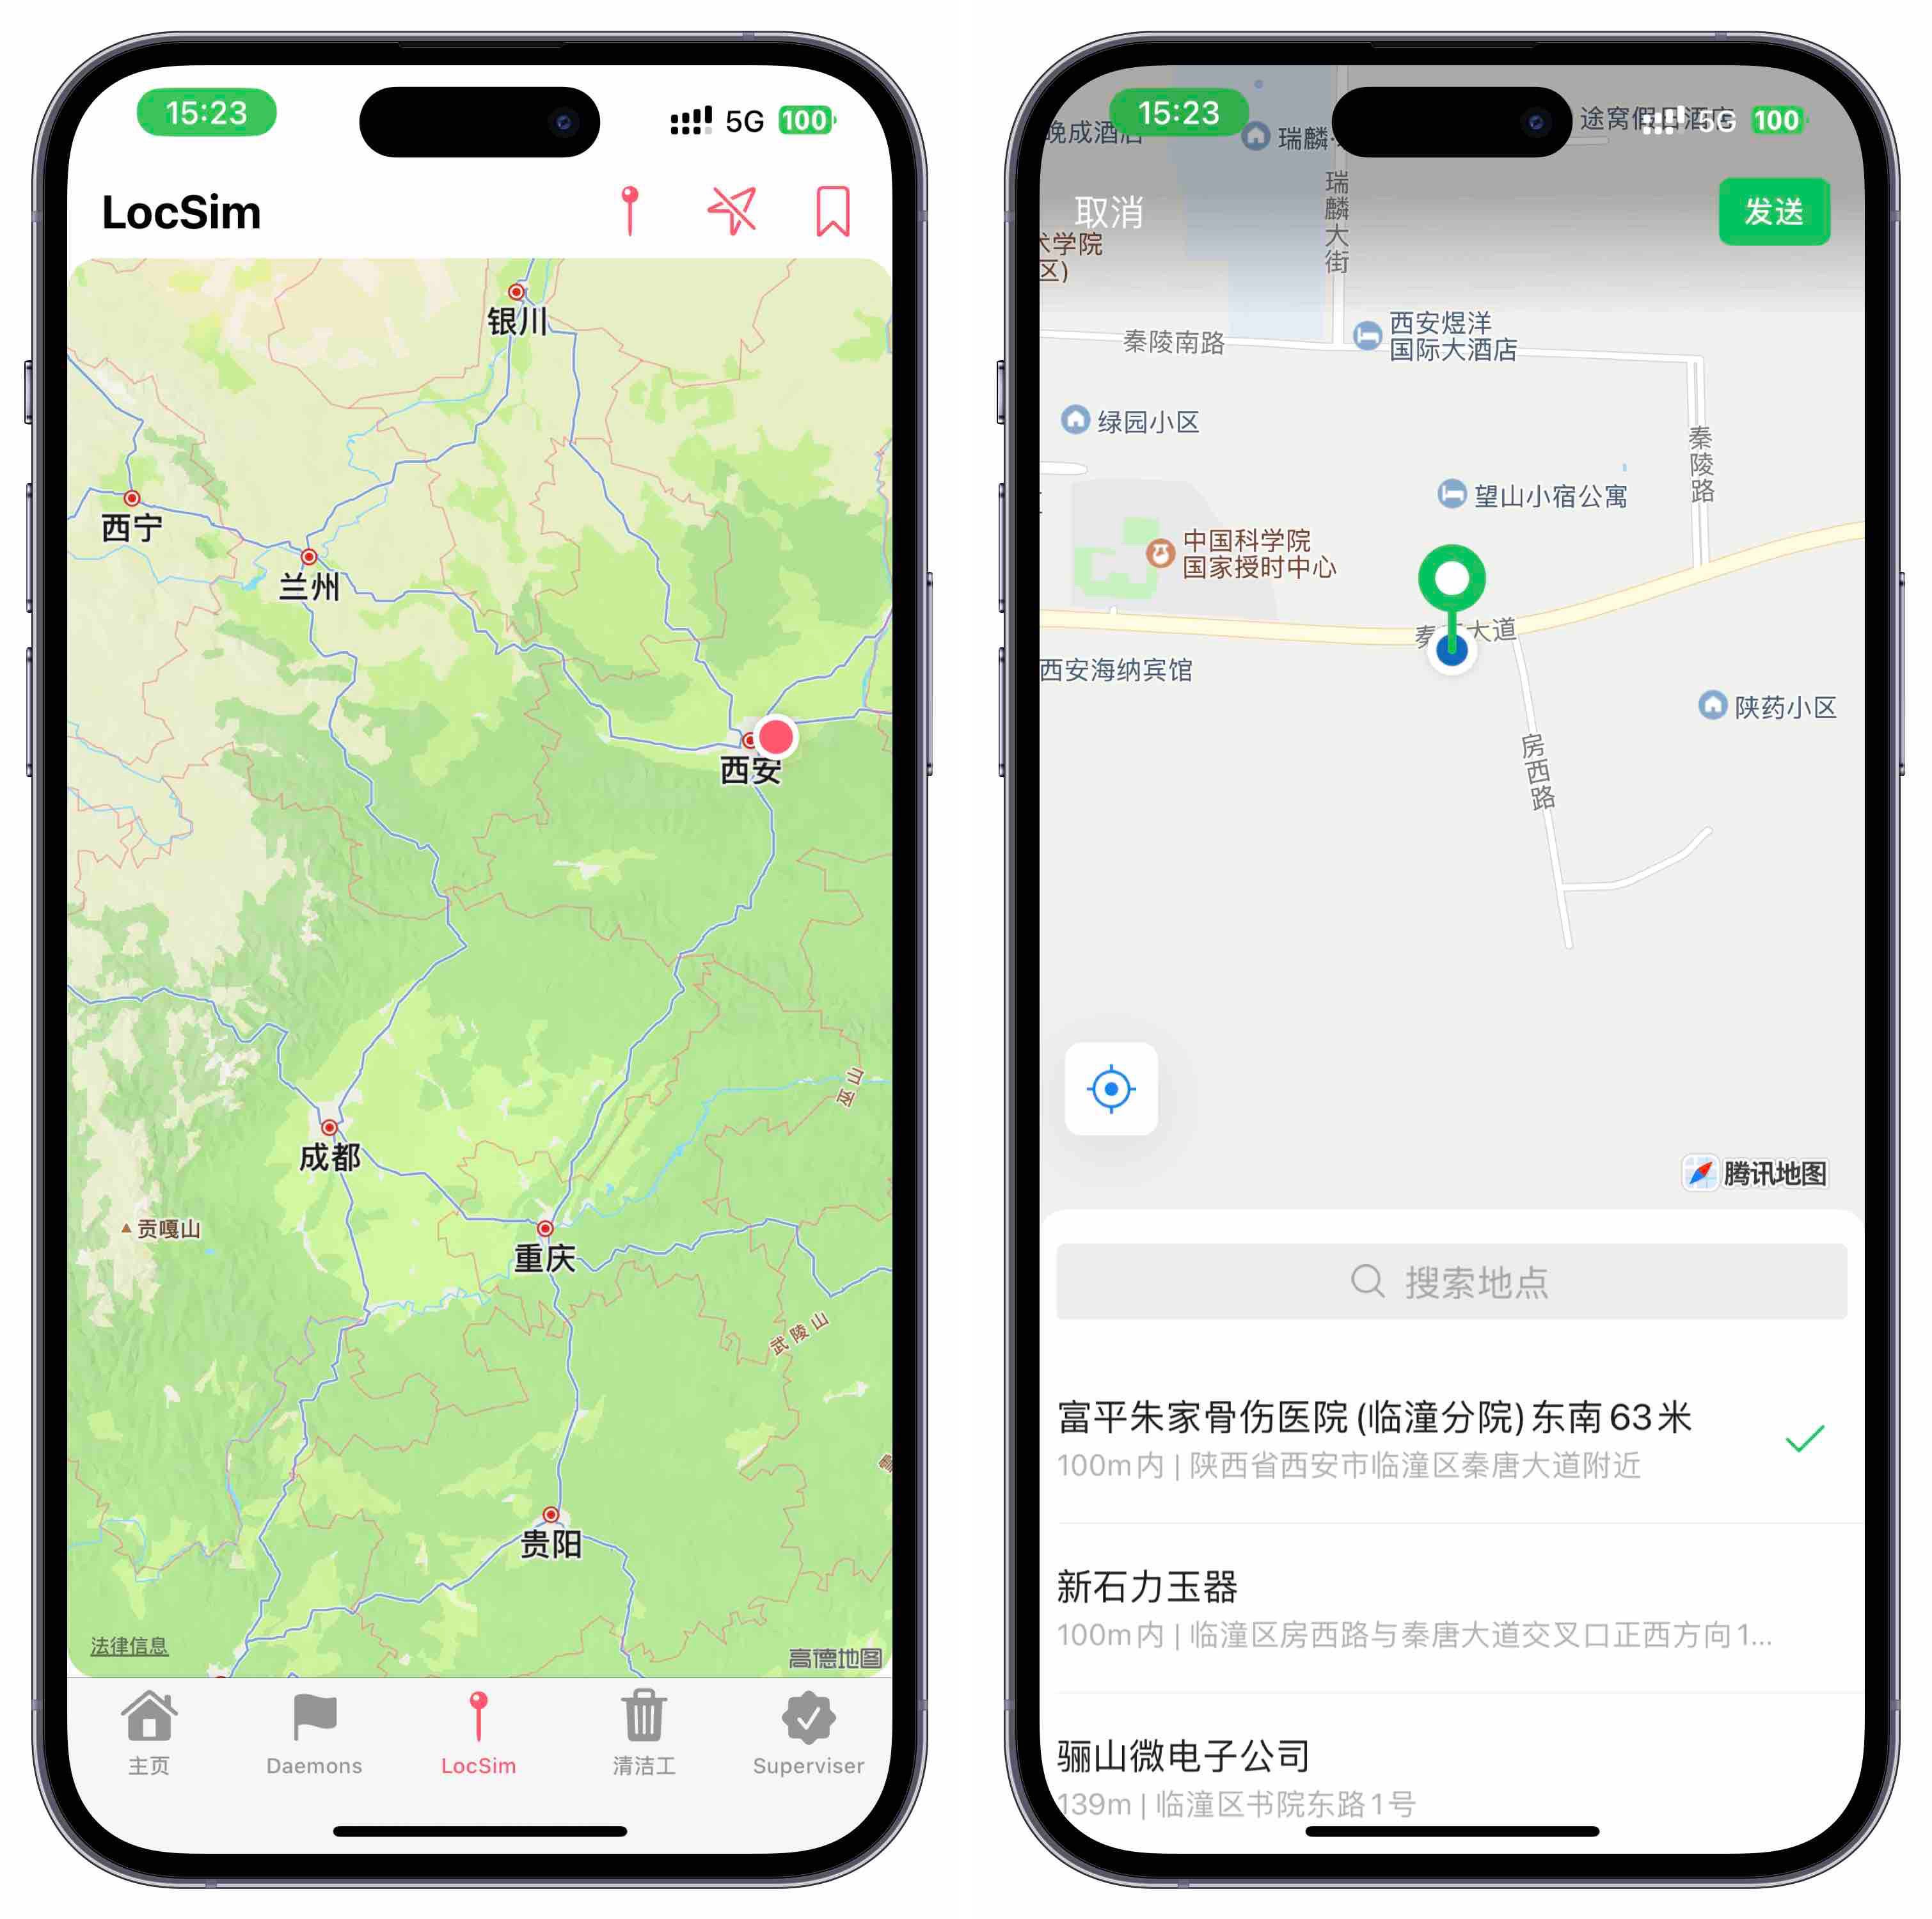 15:23
5G 100
LocSim
银川
西宁
兰州
西安
成都
贡嘎山
重庆
巫山
武陵山
贵阳
法律信息
高德地图
主页
Daemons
LocSim
清洁工
Superviser
15:23
5G 100
晚成酒店
瑞麟·
途窝假日酒店
取消
发送
瑞麟大街
术学院
区)
秦陵南路
西安煜洋
国际大酒店
绿园小区
秦陵路
望山小宿公寓
中国科学院
国家授时中心
大道
西安海纳宾馆
陕药小区
房西路
腾讯地图
搜索地点
富平朱家骨伤医院(临潼分院)东南63米
100m内 | 陕西省西安市临潼区秦唐大道附近
新石力玉器
100m内 | 临潼区房西路与秦唐大道交叉口正西方向1...
骊山微电子公司
139m | 临潼区书院东路1号